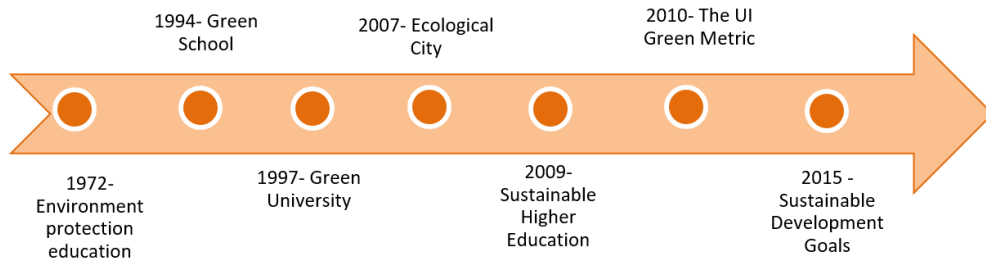 1972-
Environment
protection
education
1994- Green
School
1997- Green
University
2007- Ecological
City
2009-
Sustainable
Higher
Education
2010- The UI
Green Metric
2015 -
Sustainable
Development
Goals